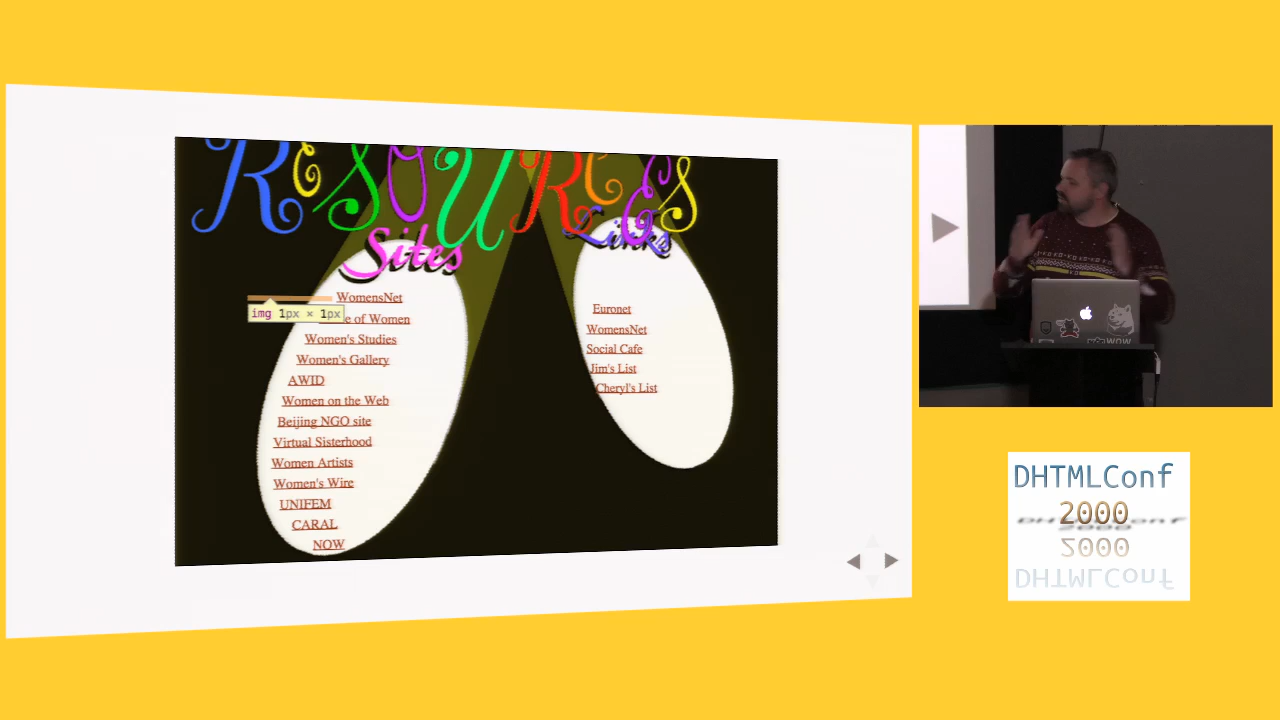 RESOURCES
Sites
Links
WomensNet
img 1px × 1px
e of Women
Women's Studies
Women's Gallery
AWID
Women on the Web
Beijing NGO site
Virtual Sisterhood
Women Artists
Women's Wire
UNIFEM
CARAL
NOW
Euronet
WomensNet
Social Cafe
Jim's List
Cheryl's List
WOW
DHTMLConf
2000
2000
DHTMLConf